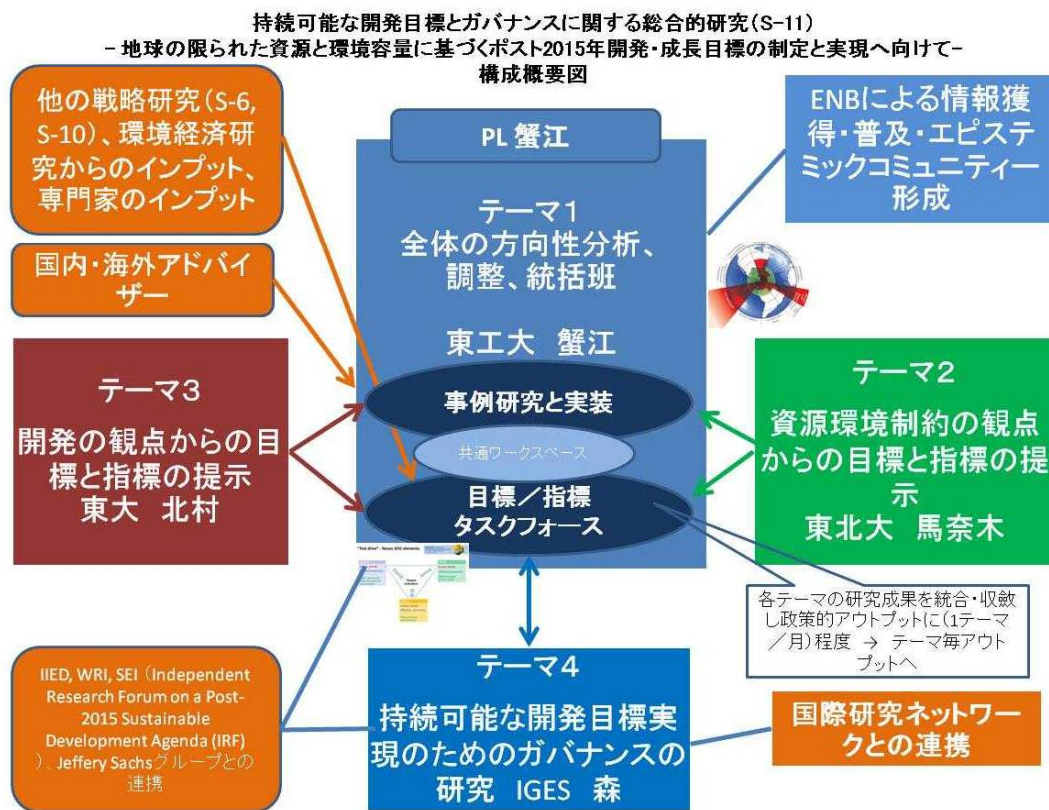 持続可能な開発目標とガバナンスに関する総合的研究(S-11)
－地球の限られた資源と環境容量に基づくポスト2015年開発・成長目標の制定と実現へ向けて－
構成概要図
他の戦略研究(S-6,
S-10)、環境経済研
究からのインプット、
専門家のインプット
国内・海外アドバイ
ザー
PL 蟹江
テーマ1
全体の方向性分析、
調整、統括班
東工大 蟹江
事例研究と実装
共通ワークスペース
目標／指標
タスクフォース
ENBによる情報獲
得・普及・エピステ
ミックコミュニティー
形成
テーマ3
開発の観点からの目
標と指標の提示
東大 北村
テーマ2
資源環境制約の観点
からの目標と指標の提
示
東北大 馬奈木
各テーマの研究成果を統合・収斂
し政策的アウトプットに(1テーマ
／月)程度 → テーマ毎アウト
プットへ
IIED, WRI, SEI (Independent
Research Forum on a Post-
2015 Sustainable
Development Agenda (IRF)
)、Jeffery Sachsグループとの
連携
テーマ4
持続可能な開発目標実
現のためのガバナンスの
研究 IGES 森
国際研究ネットワー
クとの連携